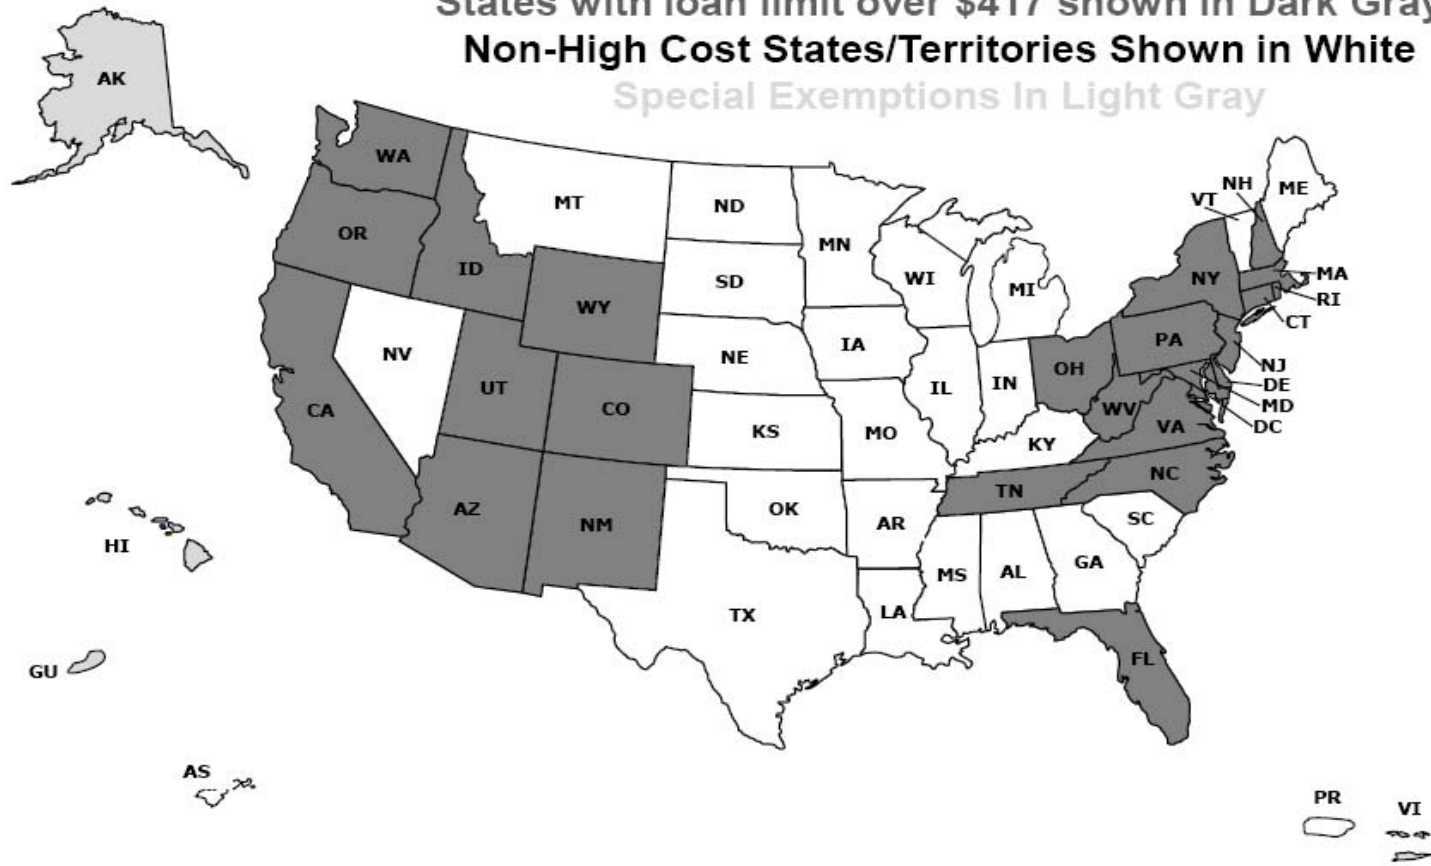 States with loan limit over $417 shown in Dark Gray
Non-High Cost States/Territories Shown in White
Special Exemptions In Light Gray
AK
WA
MT
ND
MN
VT
NH
ME
OR
ID
SD
WI
MI
NY
MA
RI
CT
WY
NE
IA
PA
NJ
NV
UT
CO
IL
IN
OH
DE
MD
DC
CA
KS
MO
KY
WV
VA
AZ
NM
OK
AR
TN
NC
SC
HI
TX
LA
MS
AL
GA
FL
GU
AS
PR
VI